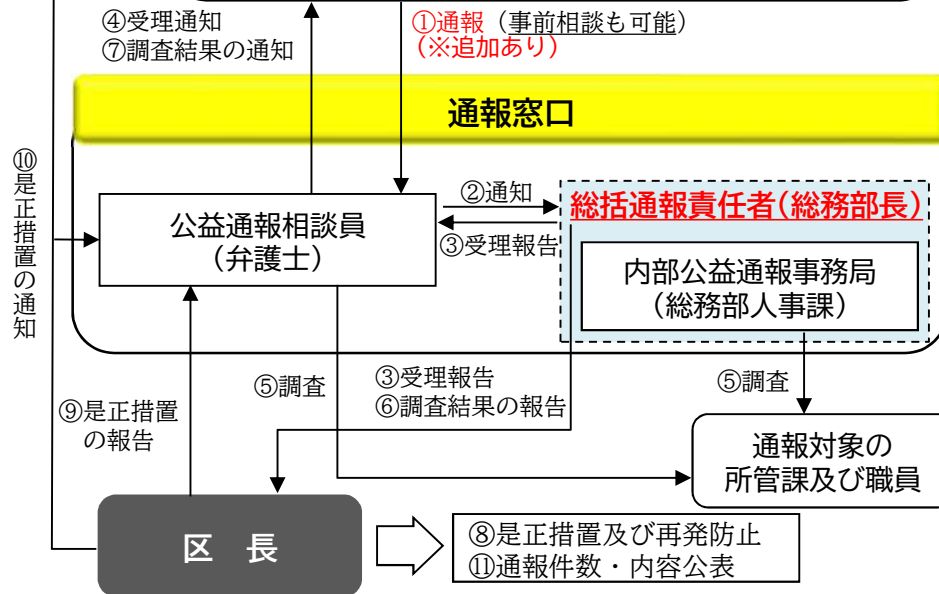 ④受理通知
⑦調査結果の通知
①通報（事前相談も可能）
（※追加あり）
通報窓口
⑩是正措置の通知
公益通報相談員
（弁護士）
②通知
③受理報告
総括通報責任者（総務部長）
内部公益通報事務局
（総務部人事課）
⑤調査
③受理報告
⑥調査結果の報告
⑤調査
⑨是正措置
の報告
通報対象の
所管課及び職員
区　長
⑧是正措置及び再発防止
⑪通報件数・内容公表